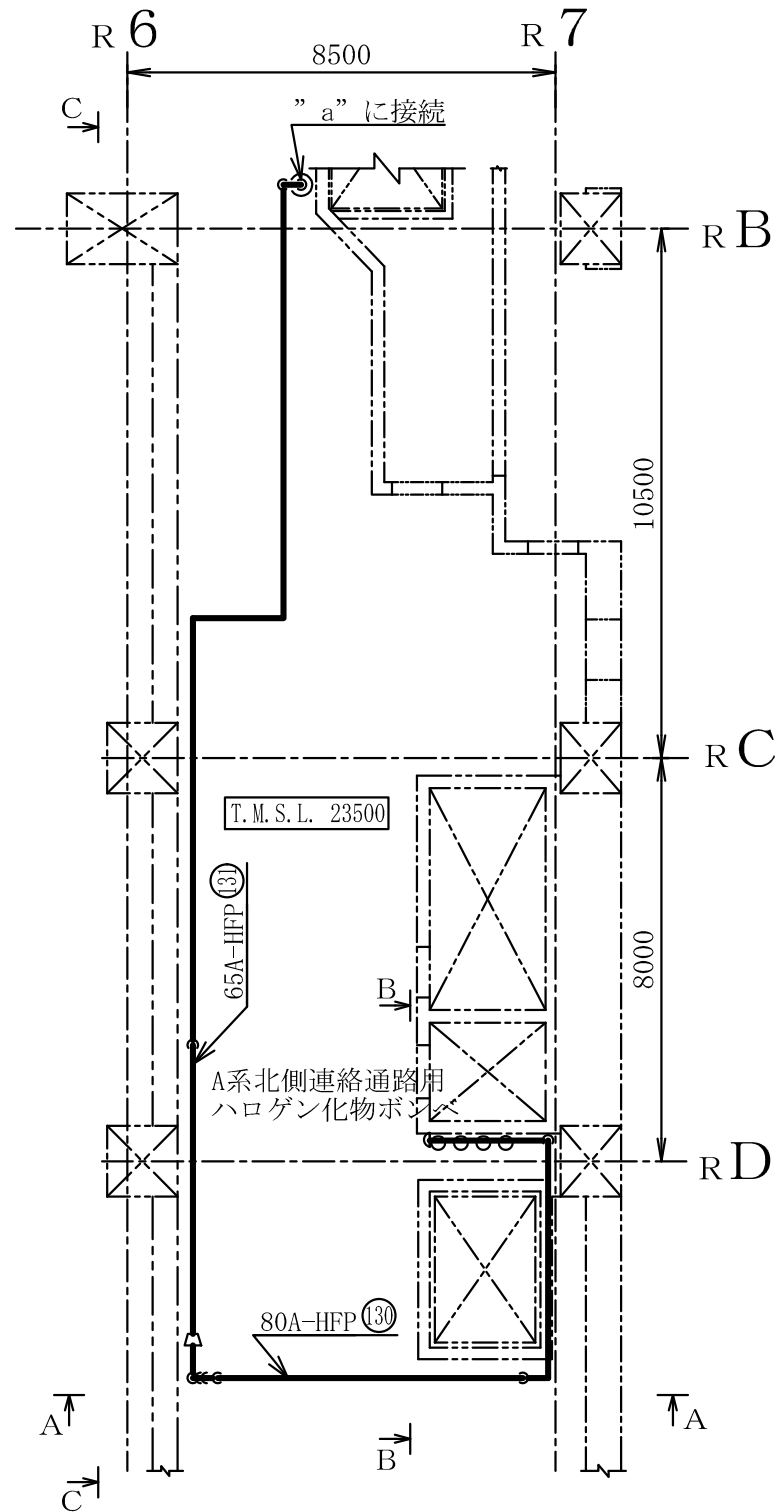 R 6
R 7
8500
C
” a” に接続
R B
10500
R C
T.M.S.L. 23500
65A-HFP 131
8000
B
A系北側連絡通路用
ハロゲン化物ボンベ
R D
80A-HFP 130
A
A
B
C